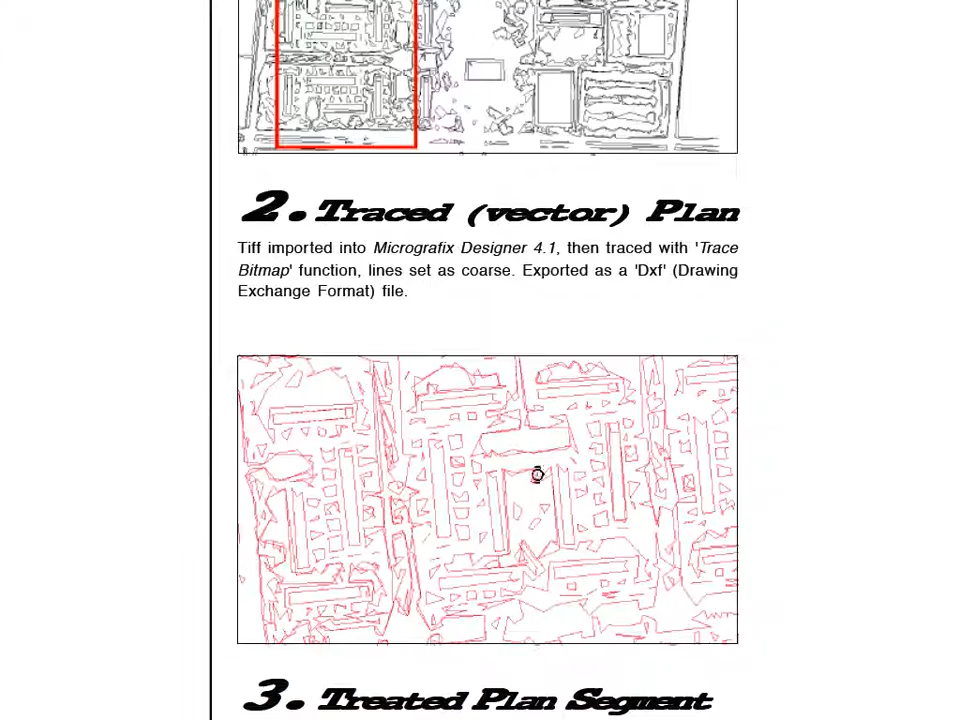 2. Traced (vector) Plan
Tiff imported into Micrografix Designer 4.1, then traced with 'Trace
Bitmap' function, lines set as coarse. Exported as a 'Dxf' (Drawing
Exchange Format) file.
3. Treated Plan Segment